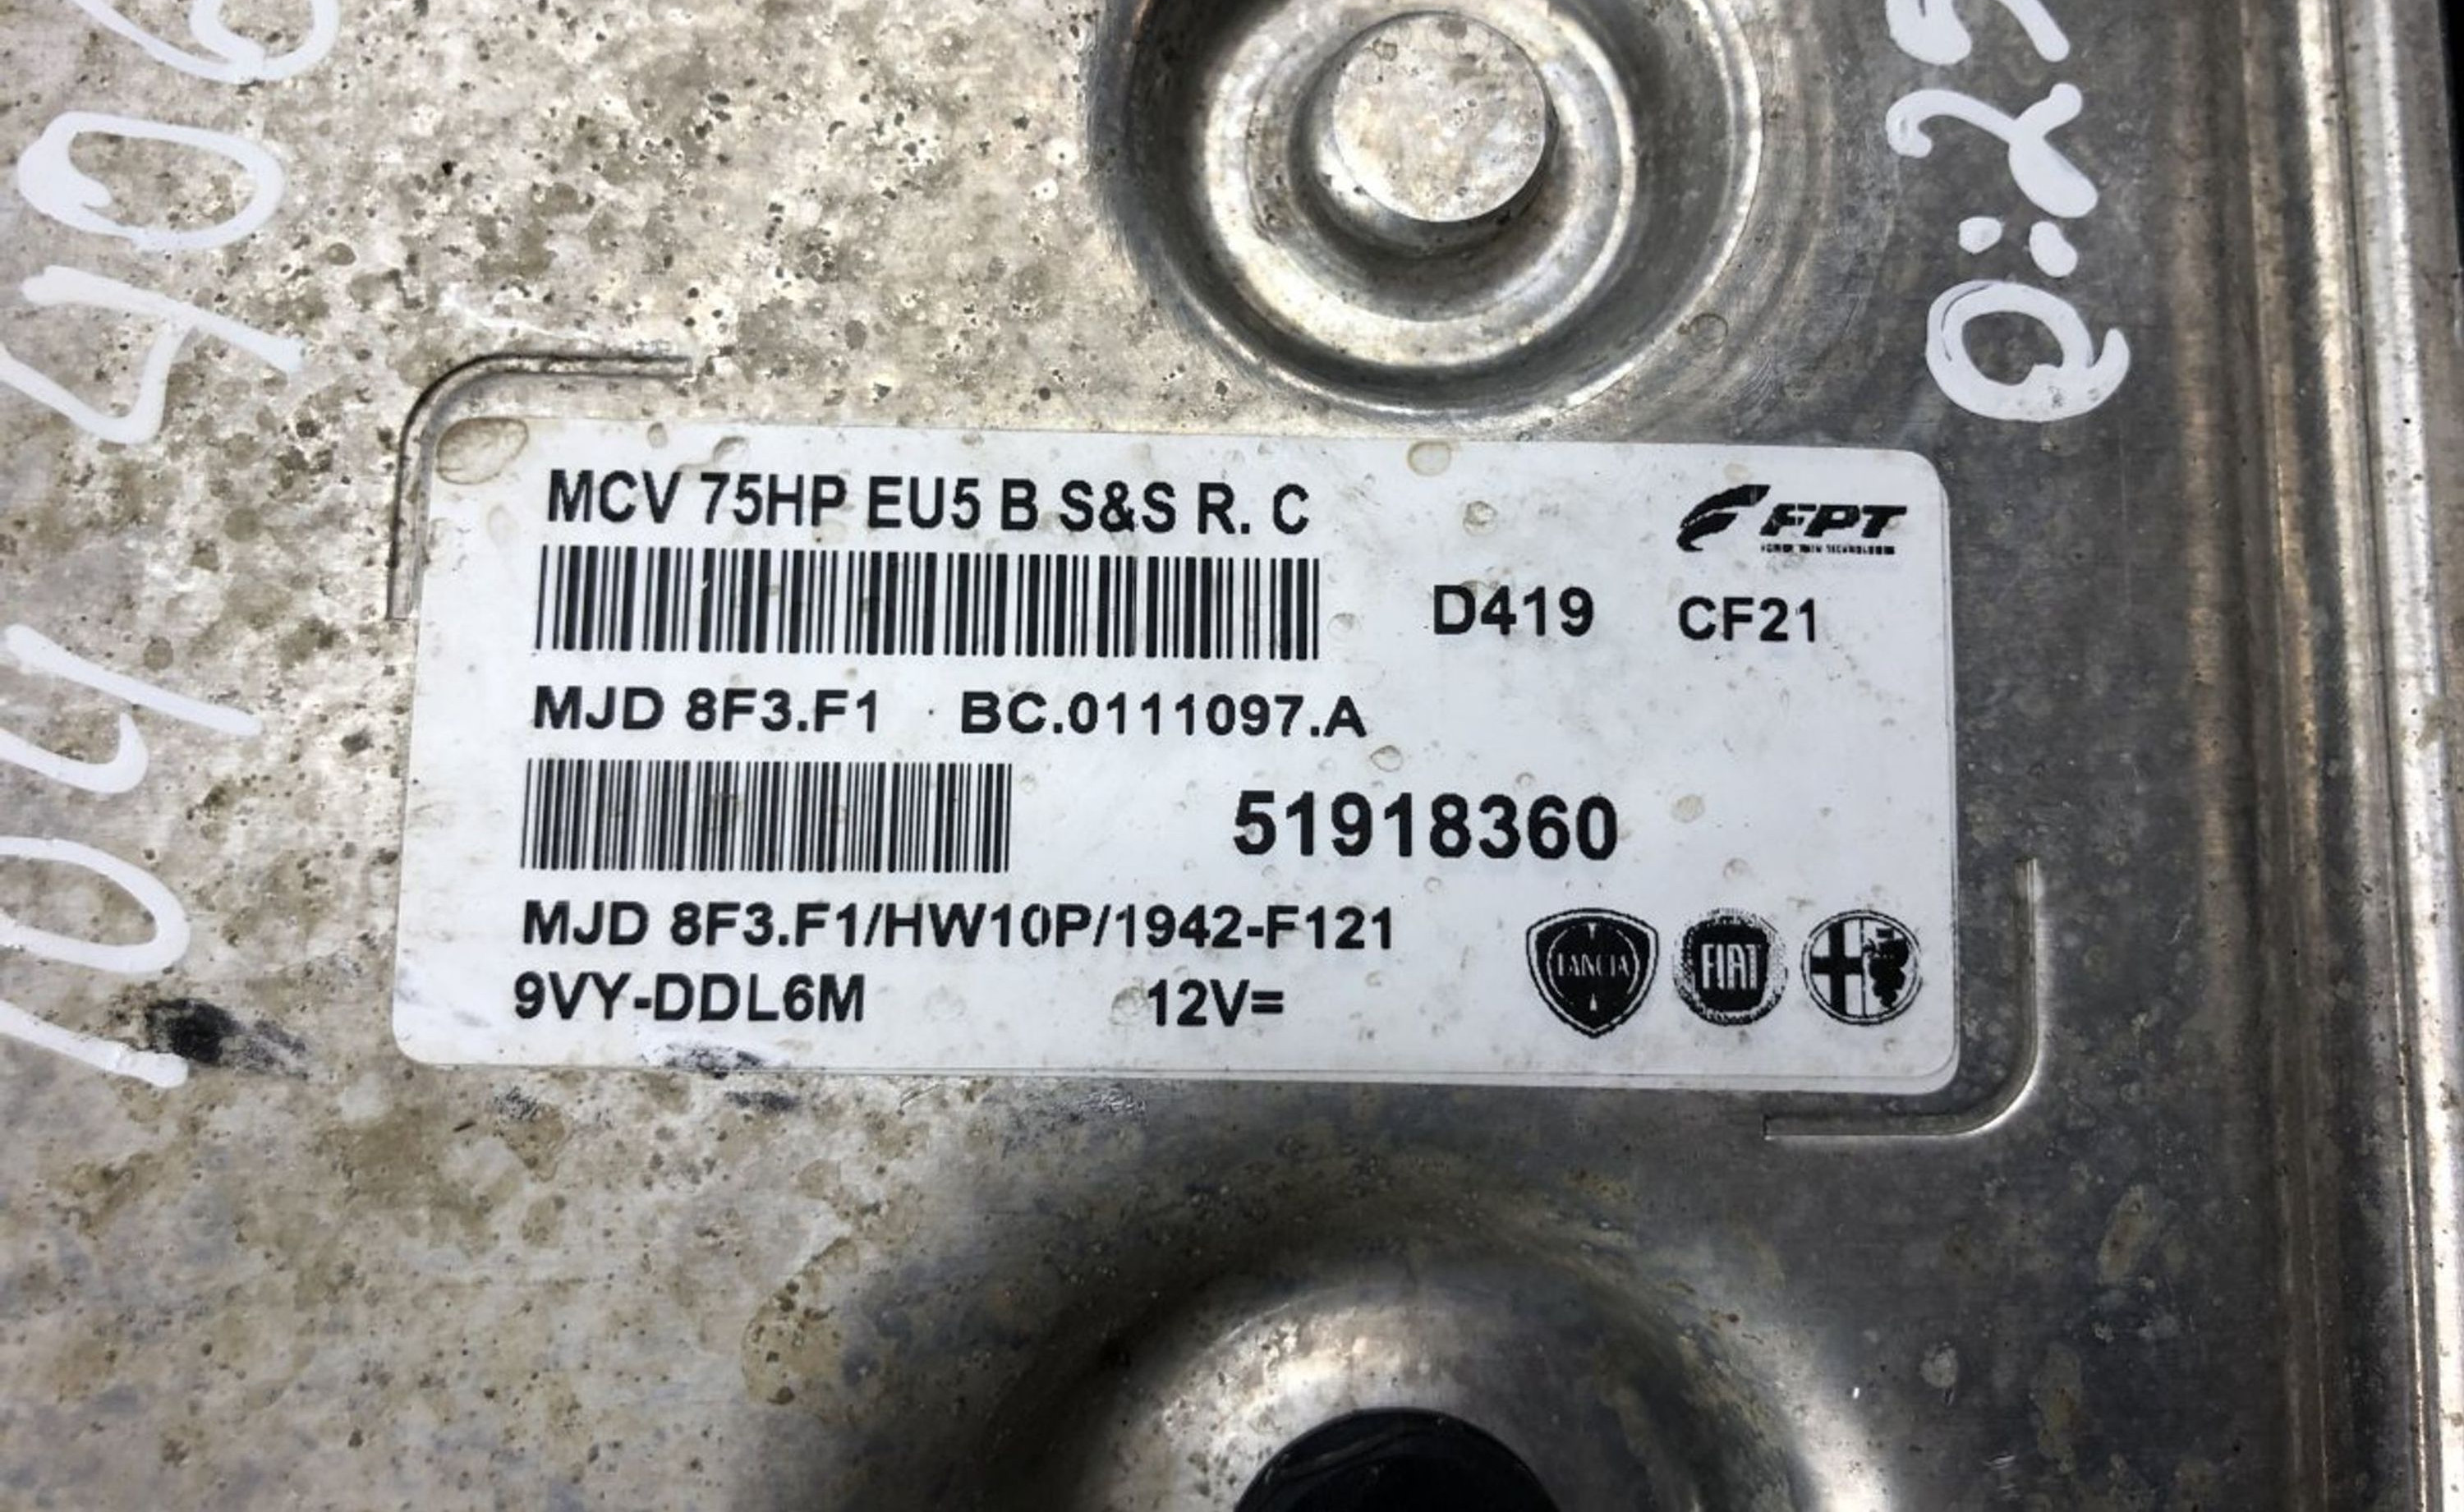 MCV 75HP EU5 B S&S R. C
FPT
D419 CF21
MJD 8F3.F1 BC.0111097.A
51918360
MJD 8F3.F1/HW10P/1942-F121
9VY-DDL6M 12V=
LANCIA FIAT